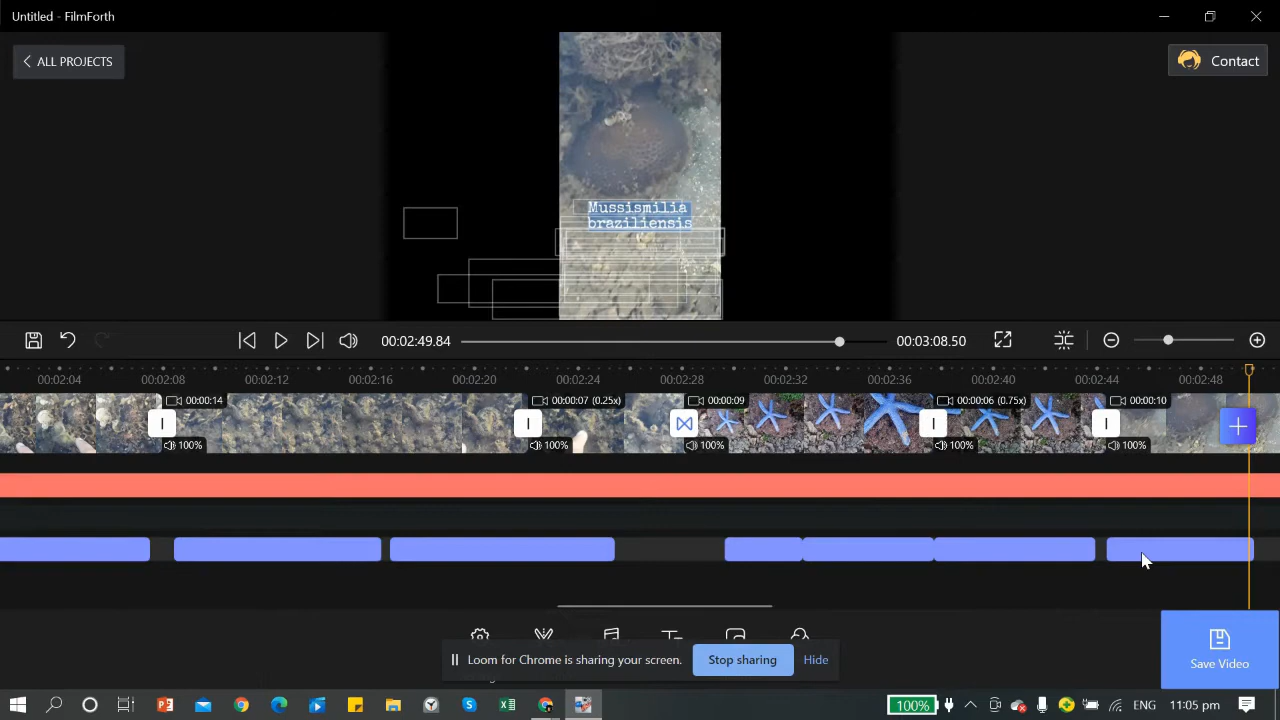 Untitled - FilmForth
ALL PROJECTS
Contact
Mussismilia
braziliensis
00:02:49.84
00:03:08.50
00:02:04
00:02:08
00:02:12
00:02:16
00:02:20
00:02:24
00:02:28
00:02:32
00:02:36
00:02:40
00:02:44
00:02:48
00:00:14
00:00:07 (0.25x)
00:00:09
00:00:06 (0.75x)
00:00:10
100%
100%
100%
100%
100%
Loom for Chrome is sharing your screen.
Stop sharing
Hide
Save Video
100%
ENG
11:05 pm